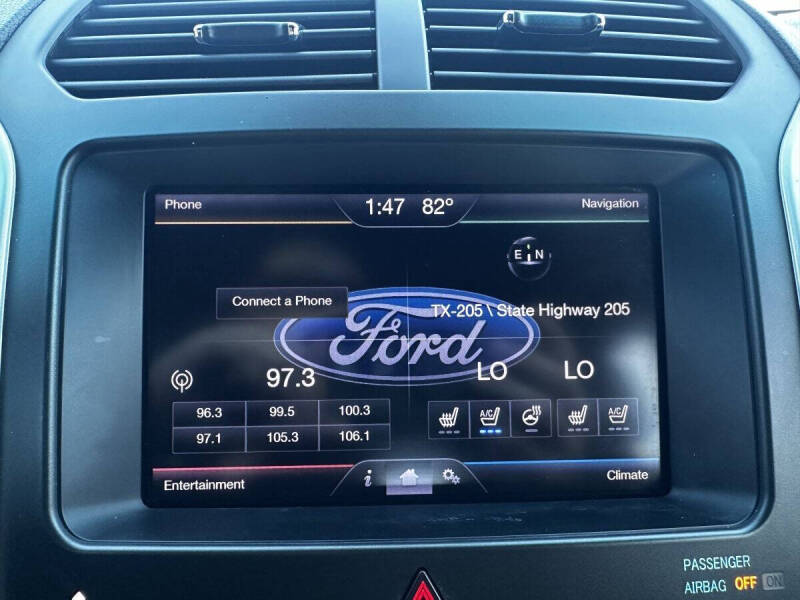 Phone 1:47 82° Navigation
E N
Connect a Phone
TX-205 \ State Highway 205
Ford
97.3 LO LO
96.3 99.5 100.3
A/C A/C
97.1 105.3 106.1
i
Entertainment Climate
PASSENGER
AIRBAG OFF ON